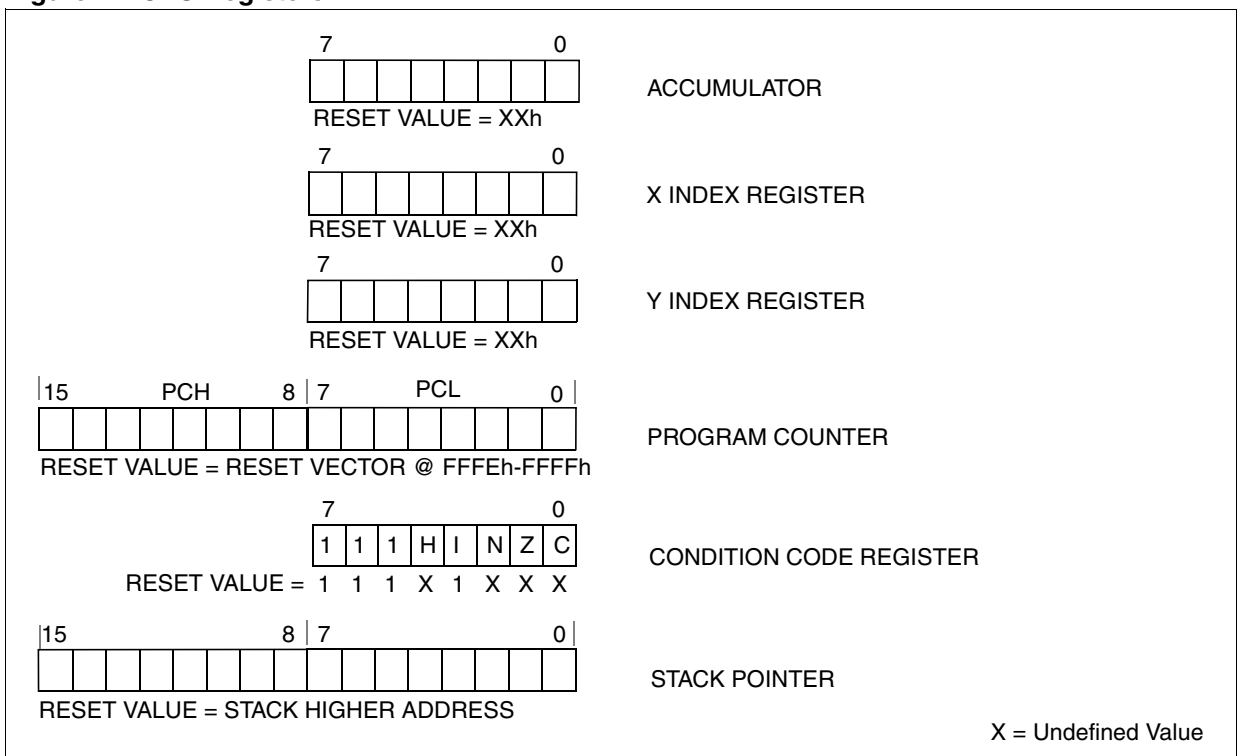 7 0
ACCUMULATOR
RESET VALUE = XXh
7 0
X INDEX REGISTER
RESET VALUE = XXh
7 0
Y INDEX REGISTER
RESET VALUE = XXh
15 PCH 8 7 PCL 0
PROGRAM COUNTER
RESET VALUE = RESET VECTOR @ FFFEh-FFFFh
7 0
1 1 1 H I N Z C
CONDITION CODE REGISTER
RESET VALUE = 1 1 1 X 1 X X X
15 8 7 0
STACK POINTER
RESET VALUE = STACK HIGHER ADDRESS
X = Undefined Value